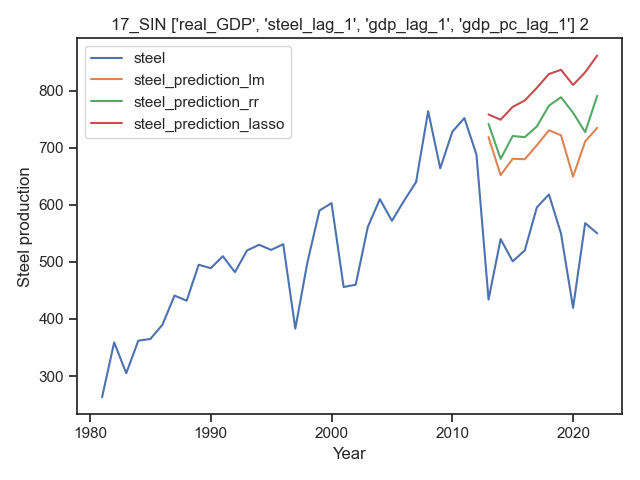 17_SIN ['real_GDP', 'steel_lag_1', 'gdp_lag_1', 'gdp_pc_lag_1'] 2
steel
steel_prediction_lm
steel_prediction_rr
steel_prediction_lasso
800
700
600
500
400
300
Steel production
1980
1990
2000
2010
2020
Year